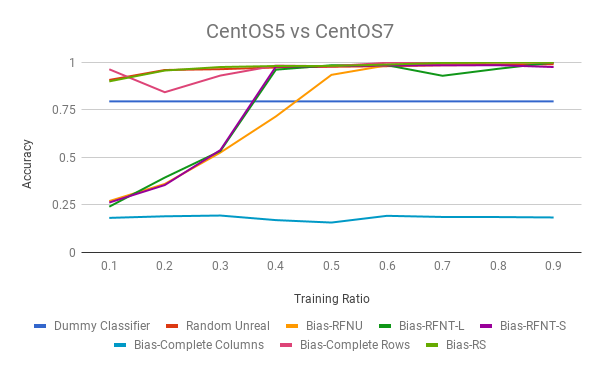 CentOS5 vs CentOS7
1
0.75
0.5
0.25
0
Accuracy
0.1 0.2 0.3 0.4 0.5 0.6 0.7 0.8 0.9
Training Ratio
Dummy Classifier Random Unreal Bias-RFNU Bias-RFNT-L Bias-RFNT-S
Bias-Complete Columns Bias-Complete Rows Bias-RS